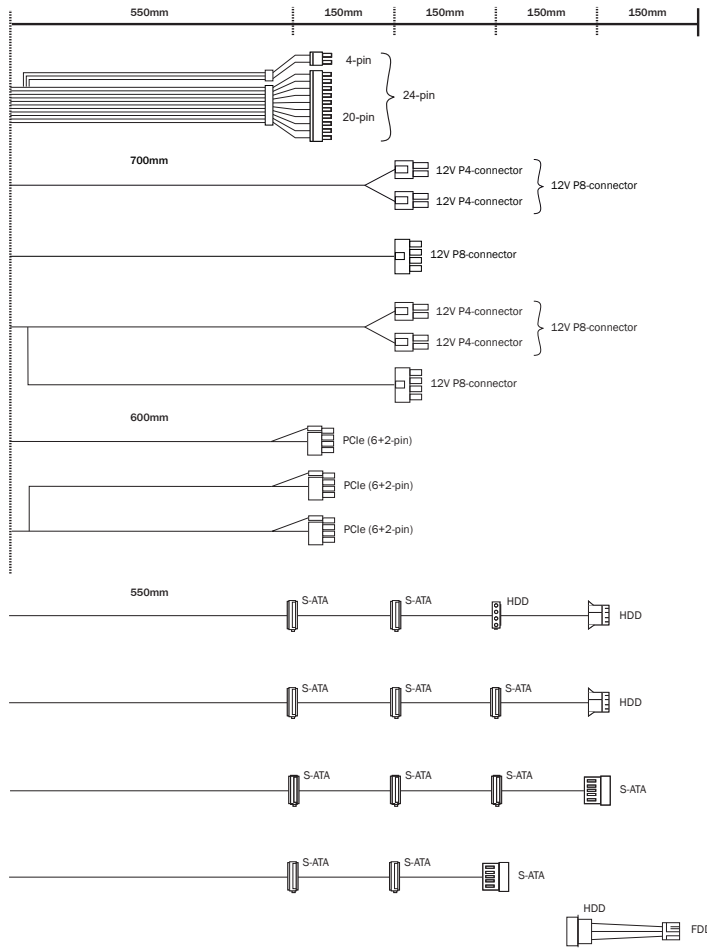 550mm 150mm 150mm 150mm 150mm
4-pin
24-pin
20-pin
700mm
12V P4-connector
12V P8-connector
12V P4-connector
12V P8-connector
12V P4-connector
12V P8-connector
12V P4-connector
12V P8-connector
600mm
PCIe (6+2-pin)
PCIe (6+2-pin)
PCIe (6+2-pin)
550mm
S-ATA S-ATA HDD
HDD
S-ATA S-ATA S-ATA
HDD
S-ATA S-ATA S-ATA
S-ATA
S-ATA S-ATA
S-ATA
HDD
FDD